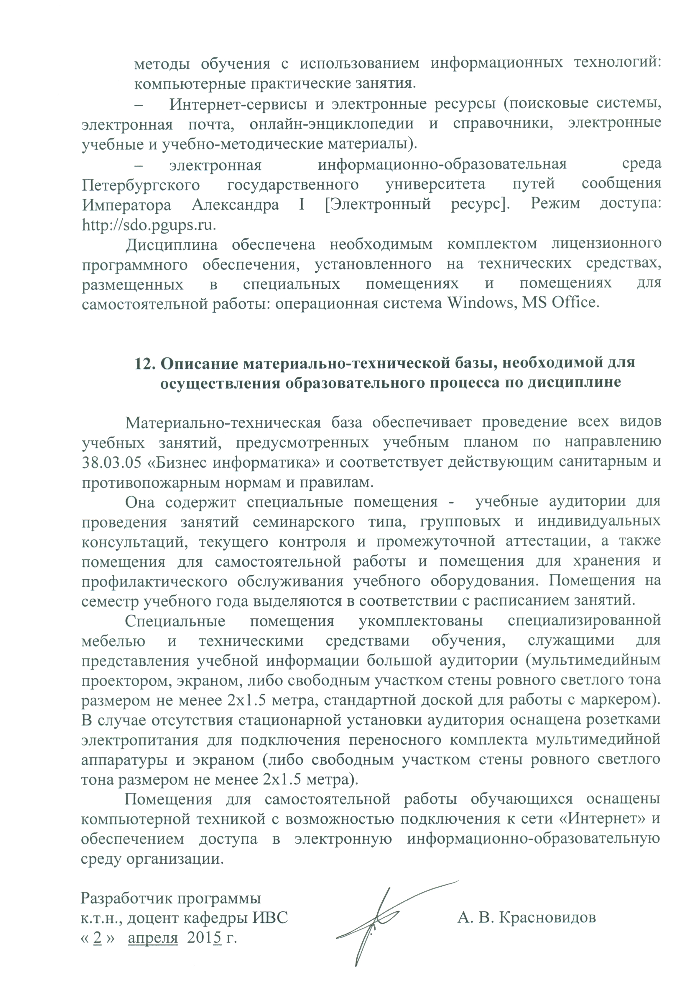 методы обучения с использованием информационных технологий:
компьютерные практические занятия.
– Интернет-сервисы и электронные ресурсы (поисковые системы,
электронная почта, онлайн-энциклопедии и справочники, электронные
учебные и учебно-методические материалы).
– электронная информационно-образовательная среда
Петербургского государственного университета путей сообщения
Императора Александра I [Электронный ресурс]. Режим доступа:
http://sdo.pgups.ru.
Дисциплина обеспечена необходимым комплектом лицензионного
программного обеспечения, установленного на технических средствах,
размещенных в специальных помещениях и помещениях для
самостоятельной работы: операционная система Windows, MS Office.
12. Описание материально-технической базы, необходимой для
осуществления образовательного процесса по дисциплине
Материально-техническая база обеспечивает проведение всех видов
учебных занятий, предусмотренных учебным планом по направлению
38.03.05 «Бизнес информатика» и соответствует действующим санитарным и
противопожарным нормам и правилам.
Она содержит специальные помещения - учебные аудитории для
проведения занятий семинарского типа, групповых и индивидуальных
консультаций, текущего контроля и промежуточной аттестации, а также
помещения для самостоятельной работы и помещения для хранения и
профилактического обслуживания учебного оборудования. Помещения на
семестр учебного года выделяются в соответствии с расписанием занятий.
Специальные помещения укомплектованы специализированной
мебелью и техническими средствами обучения, служащими для
представления учебной информации большой аудитории (мультимедийным
проектором, экраном, либо свободным участком стены ровного светлого тона
размером не менее 2х1.5 метра, стандартной доской для работы с маркером).
В случае отсутствия стационарной установки аудитория оснащена розетками
электропитания для подключения переносного комплекта мультимедийной
аппаратуры и экраном (либо свободным участком стены ровного светлого
тона размером не менее 2х1.5 метра).
Помещения для самостоятельной работы обучающихся оснащены
компьютерной техникой с возможностью подключения к сети «Интернет» и
обеспечением доступа в электронную информационно-образовательную
среду организации.
Разработчик программы
к.т.н., доцент кафедры ИВС А. В. Красновидов
« 2 » апреля 2015 г.